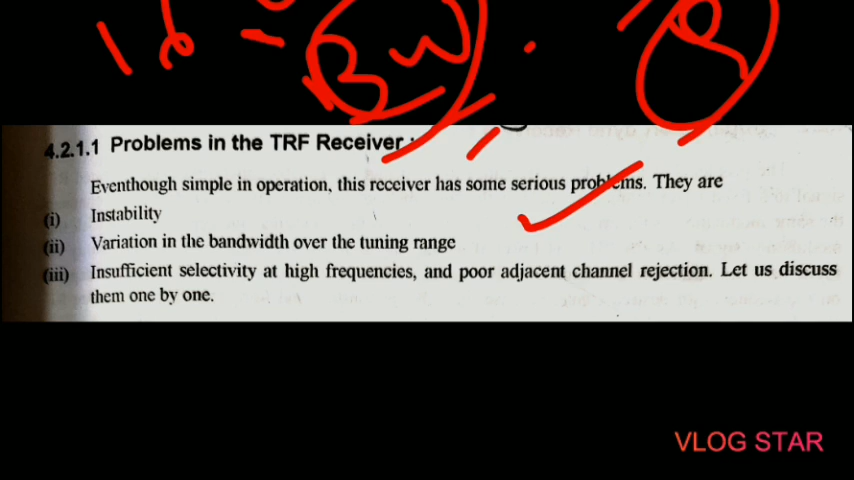 BW
4.2.1.1 Problems in the TRF Receiver :
Eventhough simple in operation, this receiver has some serious problems. They are
(i) Instability
(ii) Variation in the bandwidth over the tuning range
(iii) Insufficient selectivity at high frequencies, and poor adjacent channel rejection. Let us discuss
them one by one.
VLOG STAR